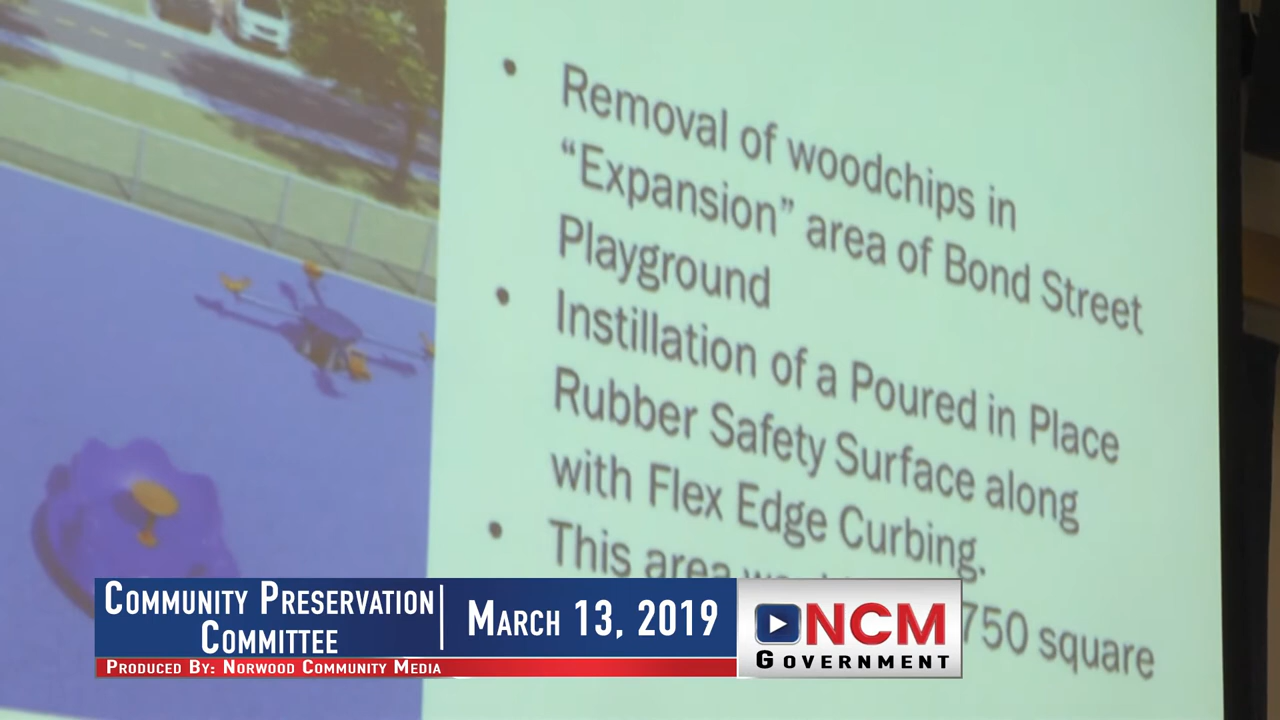 • Removal of woodchips in
“Expansion” area of Bond Street
Playground
• Instillation of a Poured in Place
Rubber Safety Surface along
with Flex Edge Curbing.
• This area
750 square
Community Preservation
Committee
March 13, 2019
Produced By: Norwood Community Media
NCM
Government